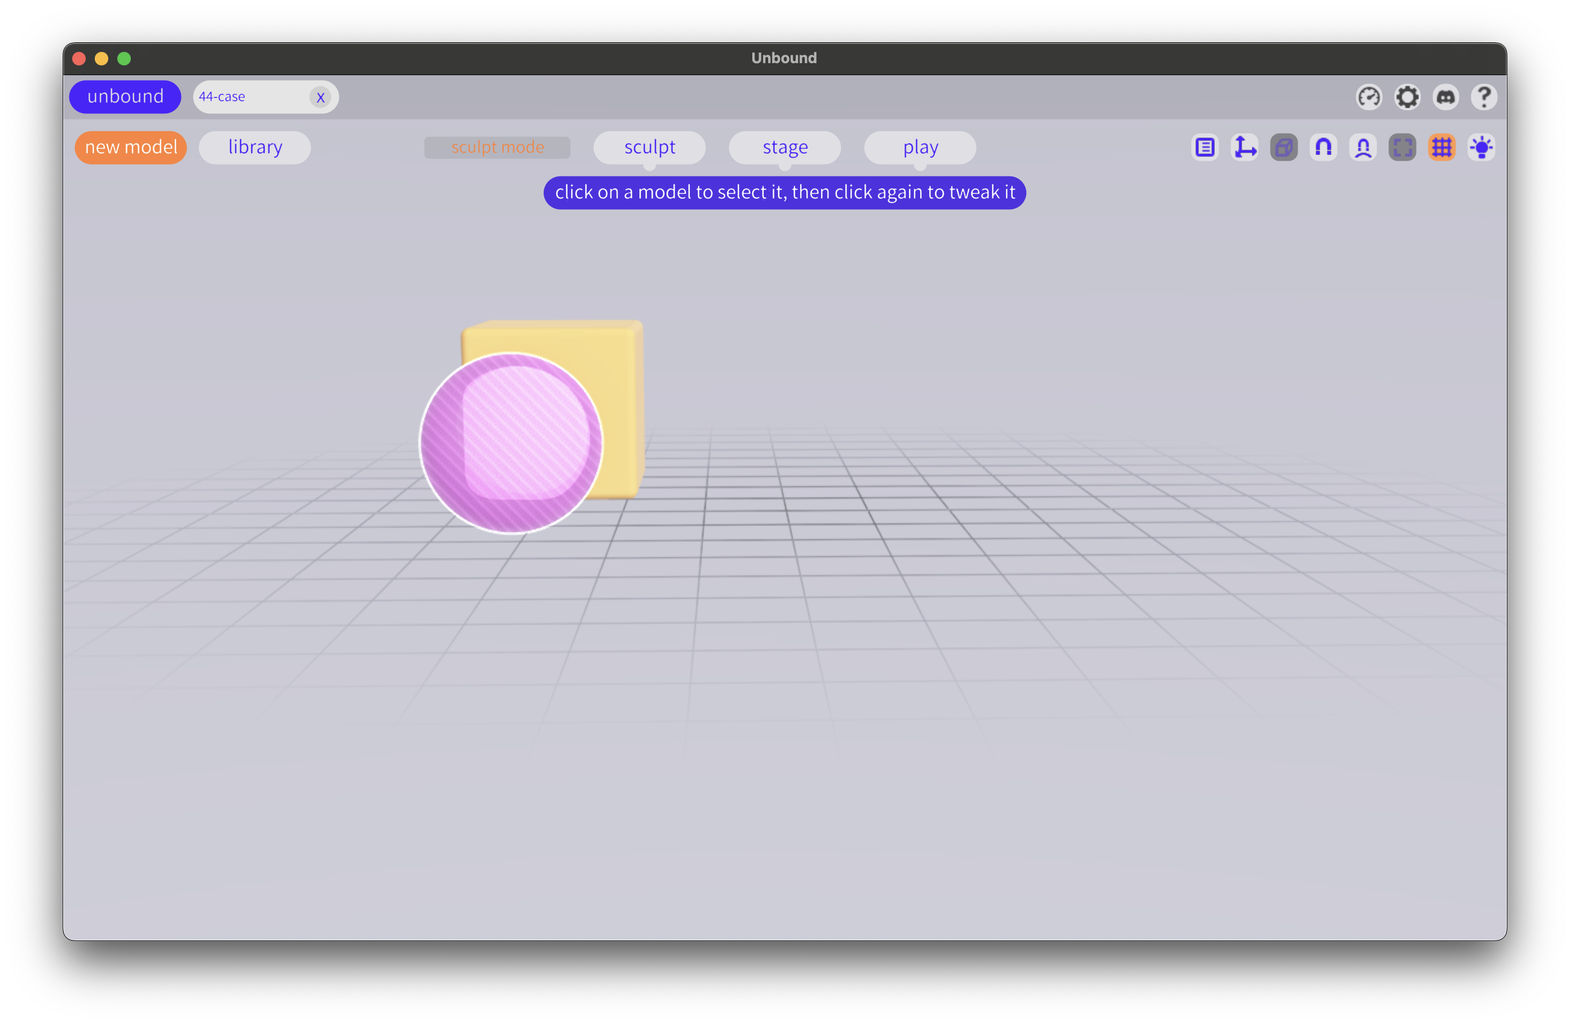 Unbound
unbound
44-case X
new model
library
sculpt mode
sculpt
stage
play
click on a model to select it, then click again to tweak it
?